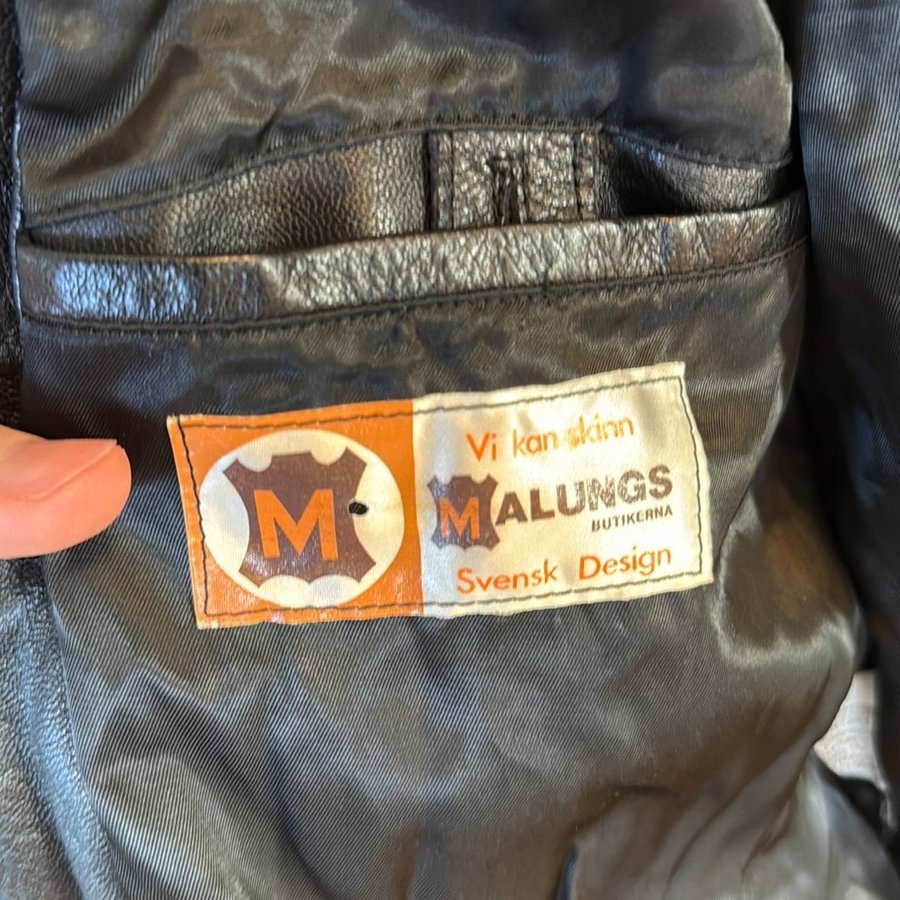 M
Vi kan skinn
MALUNGS
BUTIKERNA
Svensk Design